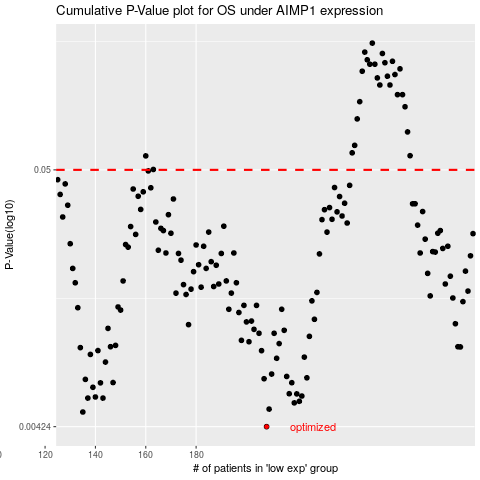 Cumulative P-Value plot for OS under AIMP1 expression
P-Value(log10)
0.05
0.00424
optimized
0
120
140
160
180
# of patients in 'low exp' group